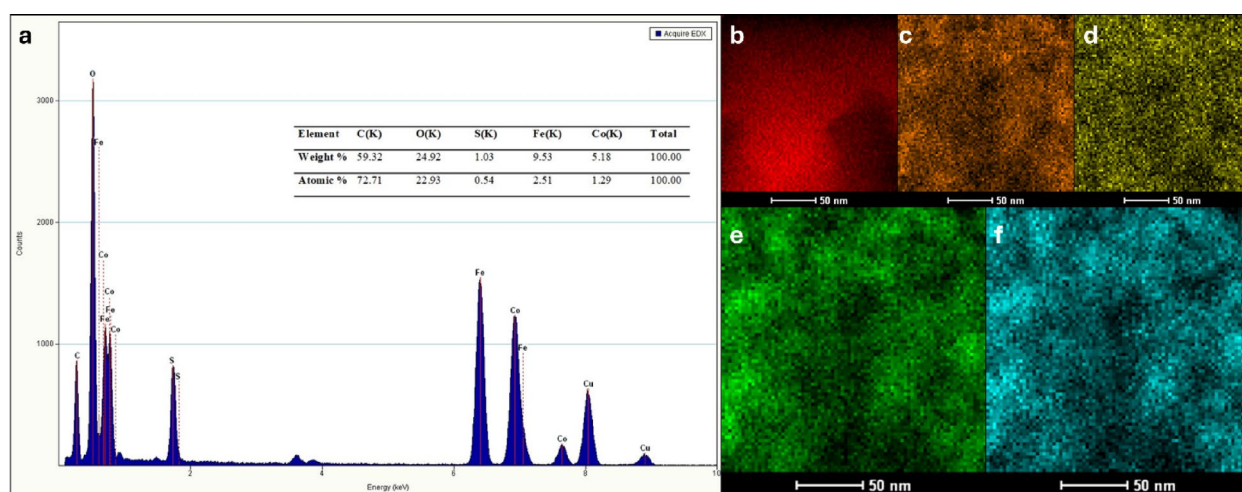 a
Acquire EDX
O
3000
Fe
Element C(K) O(K) S(K) Fe(K) Co(K) Total
Weight % 59.32 24.92 1.03 9.53 5.18 100.00
Atomic % 72.71 22.93 0.54 2.51 1.29 100.00
2000
Counts
Co
Co
Fe
Fe
Co
1000
C
S
S
Fe
Co
Fe
Co
Cu
Cu
2
4
6
8
10
Energy (keV)
b
50 nm
c
50 nm
d
50 nm
e
50 nm
f
50 nm